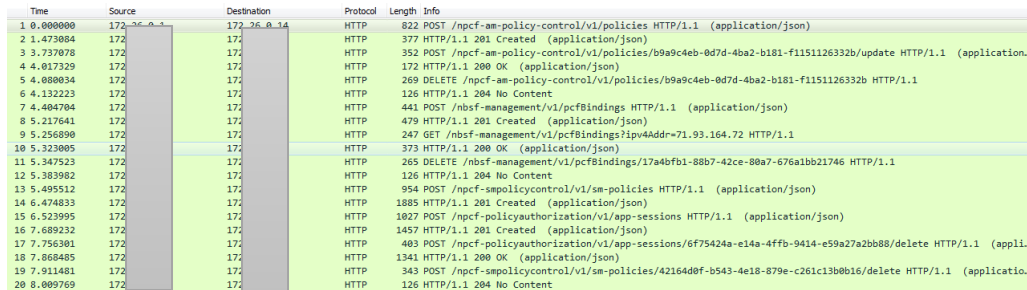 Time Source Destination Protocol Length Info
1 0.000000 172.26.0.1 172.26.0.14 HTTP 822 POST /npcf-am-policy-control/v1/policies HTTP/1.1 (application/json)
2 1.473084 172 172 HTTP 377 HTTP/1.1 201 Created (application/json)
3 3.737078 172 172 HTTP 352 POST /npcf-am-policy-control/v1/policies/b9a9c4eb-0d7d-4ba2-b181-f1151126332b/update HTTP/1.1 (application…
4 4.017329 172 172 HTTP 172 HTTP/1.1 200 OK (application/json)
5 4.080034 172 172 HTTP 269 DELETE /npcf-am-policy-control/v1/policies/b9a9c4eb-0d7d-4ba2-b181-f1151126332b HTTP/1.1
6 4.132223 172 172 HTTP 126 HTTP/1.1 204 No Content
7 4.404704 172 172 HTTP 441 POST /nbsf-management/v1/pcfBindings HTTP/1.1 (application/json)
8 5.217641 172 172 HTTP 479 HTTP/1.1 201 Created (application/json)
9 5.256890 172 172 HTTP 247 GET /nbsf-management/v1/pcfBindings?ipv4Addr=71.93.164.72 HTTP/1.1
10 5.323005 172 172 HTTP 373 HTTP/1.1 200 OK (application/json)
11 5.347523 172 172 HTTP 265 DELETE /nbsf-management/v1/pcfBindings/17a4bfb1-88b7-42ce-80a7-676a1bb21746 HTTP/1.1
12 5.383982 172 172 HTTP 126 HTTP/1.1 204 No Content
13 5.495512 172 172 HTTP 954 POST /npcf-smpolicycontrol/v1/sm-policies HTTP/1.1 (application/json)
14 6.474833 172 172 HTTP 1885 HTTP/1.1 201 Created (application/json)
15 6.523995 172 172 HTTP 1027 POST /npcf-policyauthorization/v1/app-sessions HTTP/1.1 (application/json)
16 7.689232 172 172 HTTP 1457 HTTP/1.1 201 Created (application/json)
17 7.756301 172 172 HTTP 403 POST /npcf-policyauthorization/v1/app-sessions/6f75424a-e14a-4ffb-9414-e59a27a2bb88/delete HTTP/1.1 (appli…
18 7.868485 172 172 HTTP 1341 HTTP/1.1 200 OK (application/json)
19 7.911481 172 172 HTTP 343 POST /npcf-smpolicycontrol/v1/sm-policies/42164d0f-b543-4e18-879e-c261c13b0b16/delete HTTP/1.1 (applicatio…
20 8.009769 172 172 HTTP 126 HTTP/1.1 204 No Content